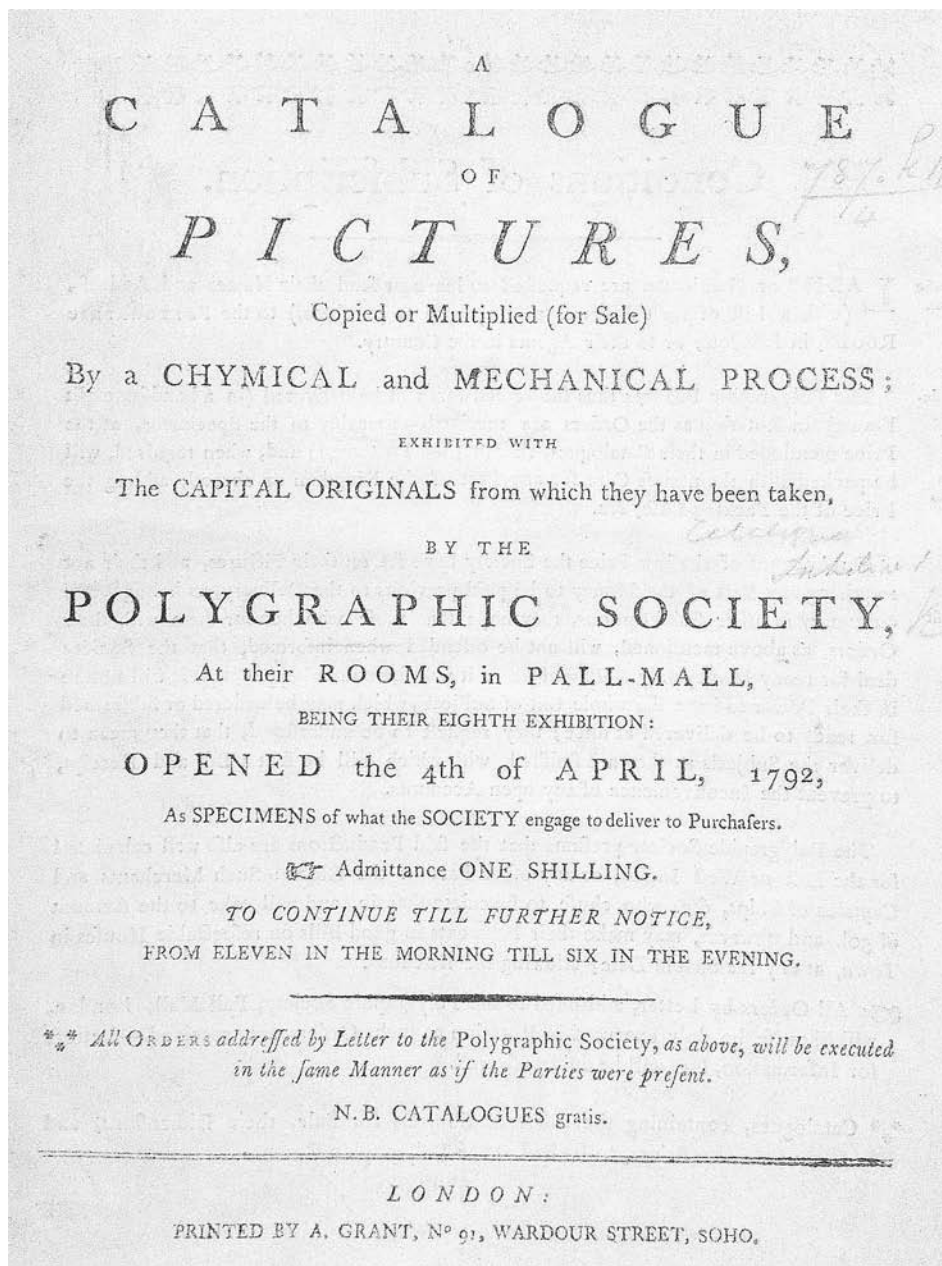 A
CATALOGUE
OF
PICTURES,
Copied or Multiplied (for Sale)
By a CHYMICAL and MECHANICAL PROCESS;
EXHIBITED WITH
The CAPITAL ORIGINALS from which they have been taken,
BY THE
POLYGRAPHIC SOCIETY,
At their ROOMS, in PALL-MALL,
BEING THEIR EIGHTH EXHIBITION:
OPENED the 4th of APRIL, 1792,
As SPECIMENS of what the SOCIETY engage to deliver to Purchaſers.
☞ Admittance ONE SHILLING.
TO CONTINUE TILL FURTHER NOTICE,
FROM ELEVEN IN THE MORNING TILL SIX IN THE EVENING.
*** All ORDERS addreſſed by Letter to the Polygraphic Society, as above, will be executed
in the ſame Manner as if the Parties were preſent.
N.B. CATALOGUES gratis.
LONDON:
PRINTED BY A. GRANT, Nº 91, WARDOUR STREET, SOHO.